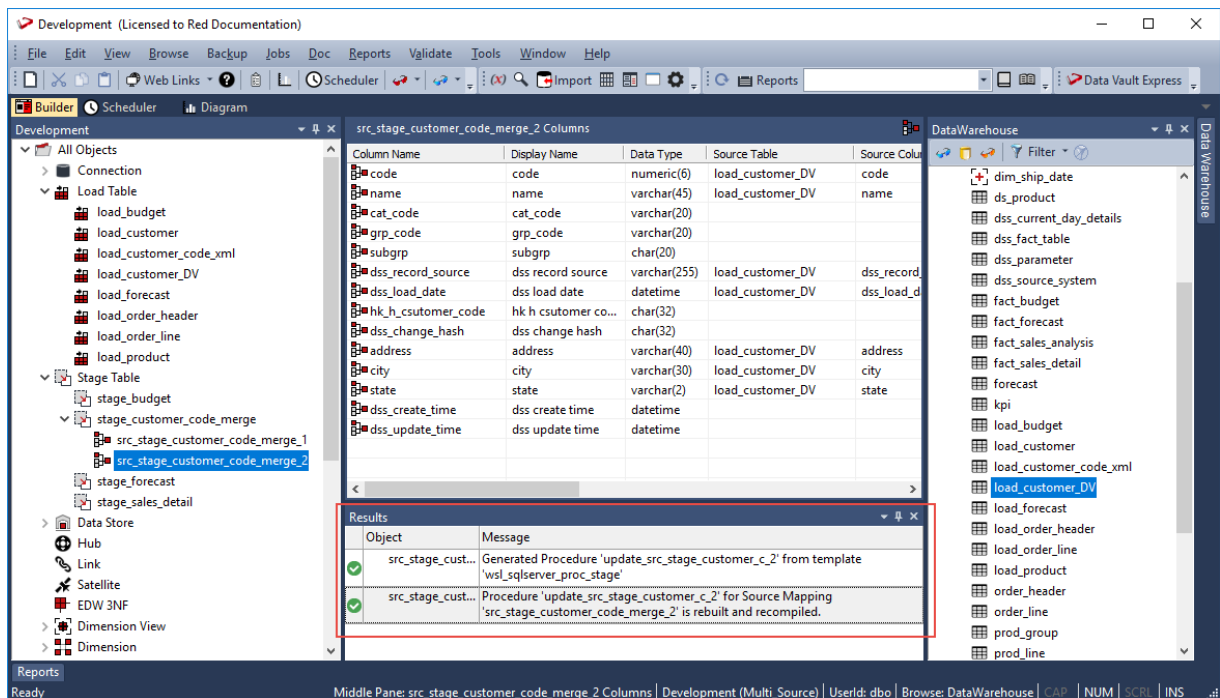 Development (Licensed to Red Documentation)
File Edit View Browse Backup Jobs Doc Reports Validate Tools Window Help
Web Links Scheduler (x) Import Reports Data Vault Express
Builder Scheduler Diagram
Development
All Objects
Connection
Load Table
load_budget
load_customer
load_customer_code_xml
load_customer_DV
load_forecast
load_order_header
load_order_line
load_product
Stage Table
stage_budget
stage_customer_code_merge
src_stage_customer_code_merge_1
src_stage_customer_code_merge_2
stage_forecast
stage_sales_detail
Data Store
Hub
Link
Satellite
EDW 3NF
Dimension View
Dimension
src_stage_customer_code_merge_2 Columns
Column Name Display Name Data Type Source Table Source Colu
code code numeric(6) load_customer_DV code
name name varchar(45) load_customer_DV name
cat_code cat_code varchar(20)
grp_code grp_code varchar(20)
subgrp subgrp char(20)
dss_record_source dss record source varchar(255) load_customer_DV dss_record_
dss_load_date dss load date datetime load_customer_DV dss_load_d
hk_h_csutomer_code hk h csutomer co... char(32)
dss_change_hash dss change hash char(32)
address address varchar(40) load_customer_DV address
city city varchar(30) load_customer_DV city
state state varchar(2) load_customer_DV state
dss_create_time dss create time datetime
dss_update_time dss update time datetime
Results
Object Message
src_stage_cust... Generated Procedure 'update_src_stage_customer_c_2' from template
'wsl_sqlserver_proc_stage'
src_stage_cust... Procedure 'update_src_stage_customer_c_2' for Source Mapping
'src_stage_customer_code_merge_2' is rebuilt and recompiled.
DataWarehouse
Filter
dim_ship_date
ds_product
dss_current_day_details
dss_fact_table
dss_parameter
dss_source_system
fact_budget
fact_forecast
fact_sales_analysis
fact_sales_detail
forecast
kpi
load_budget
load_customer
load_customer_code_xml
load_customer_DV
load_forecast
load_order_header
load_order_line
load_product
order_header
order_line
prod_group
prod_line
Data Warehouse
Reports
Ready Middle Pane: src_stage_customer_code_merge_2 Columns Development (Multi_Source) UserId: dbo Browse: DataWarehouse CAP NUM SCRL INS